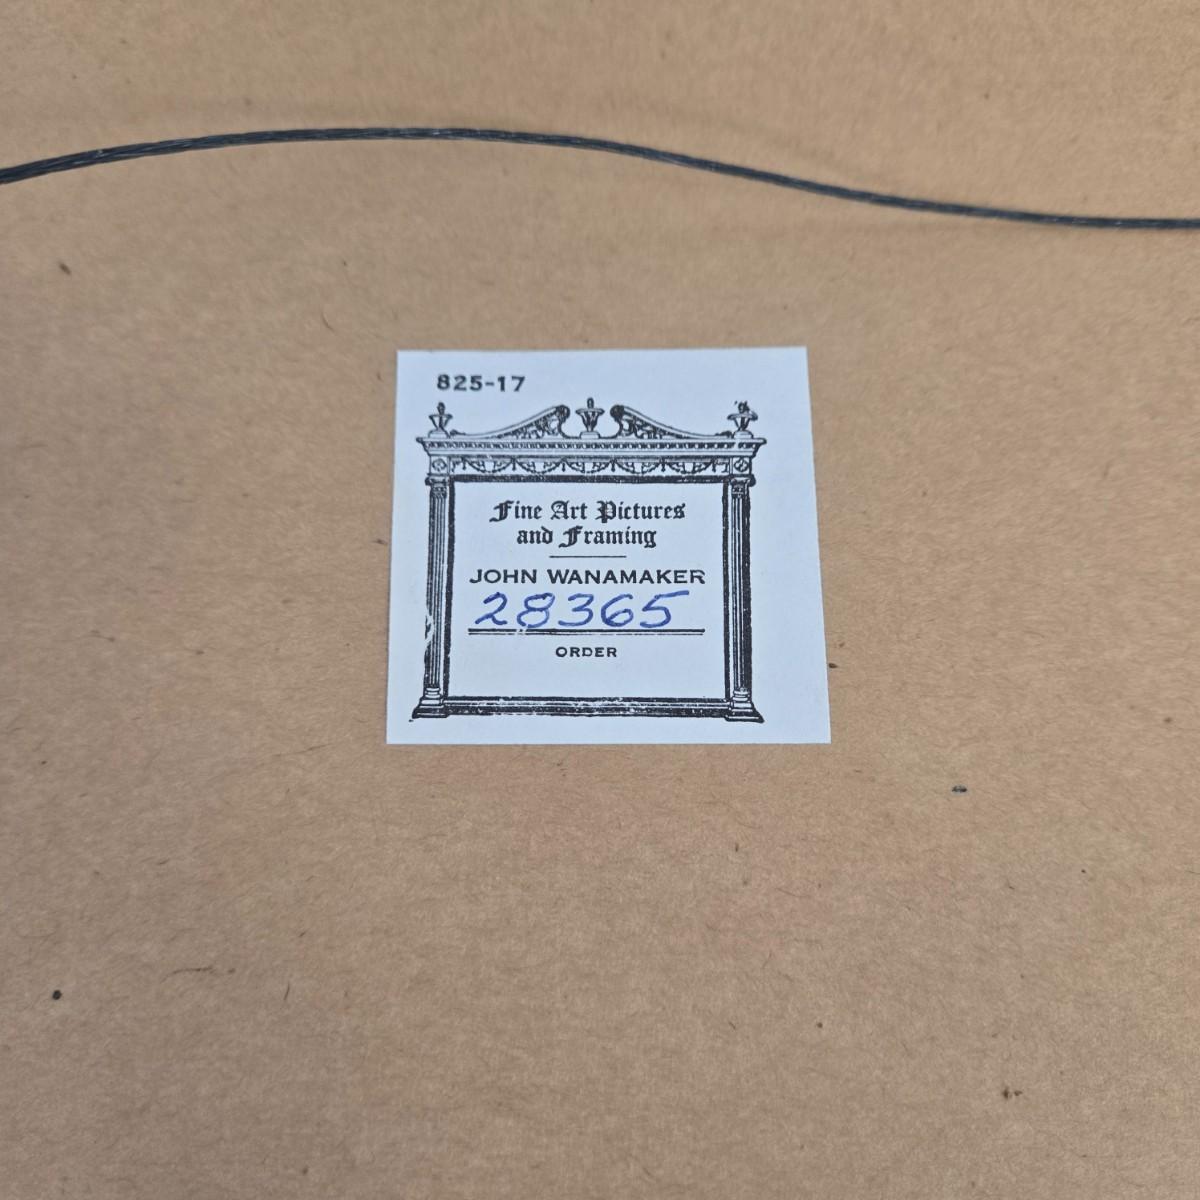 825-17
Fine Art Pictures
and Framing
JOHN WANAMAKER
28365
ORDER